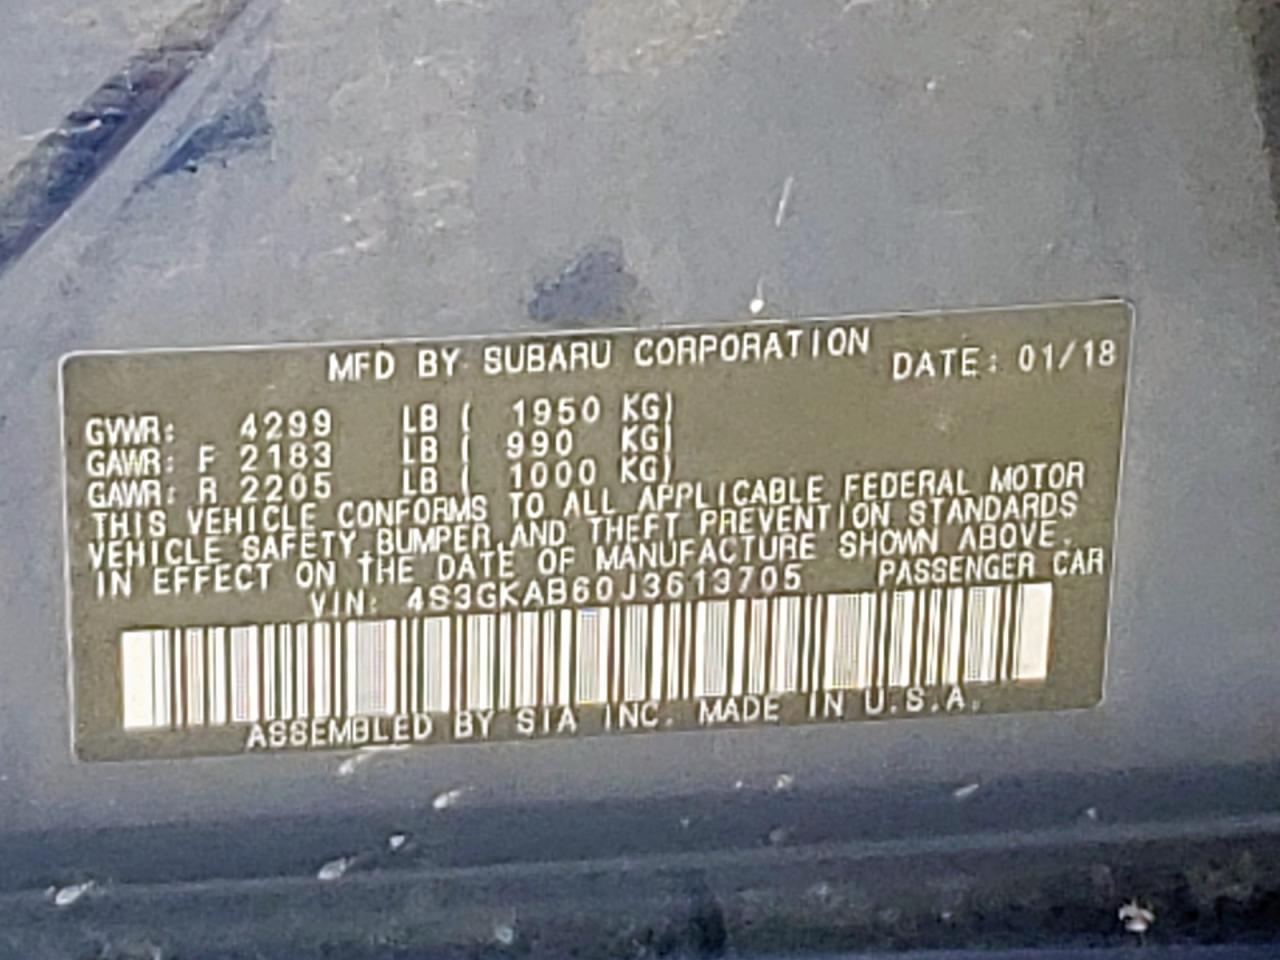 MFD BY SUBARU CORPORATION DATE: 01/18
GVWR: 4299 LB ( 1950 KG)
GAWR: F 2183 LB ( 990 KG)
GAWR: R 2205 LB ( 1000 KG)
THIS VEHICLE CONFORMS TO ALL APPLICABLE FEDERAL MOTOR
VEHICLE SAFETY,BUMPER,AND THEFT PREVENTION STANDARDS
IN EFFECT ON THE DATE OF MANUFACTURE SHOWN ABOVE.
VIN: 4S3GKAB60J3613705 PASSENGER CAR
ASSEMBLED BY SIA INC. MADE IN U.S.A.